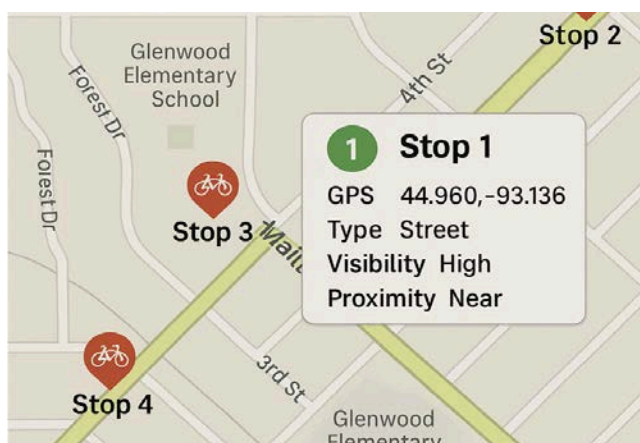 Stop 2
Glenwood
Elementary
School
Forest Dr
4th St
Forest Dr
1 Stop 1
GPS 44.960,-93.136
Type Street
Visibility High
Proximity Near
Stop 3
3rd St
Stop 4
Glenwood
Elementary